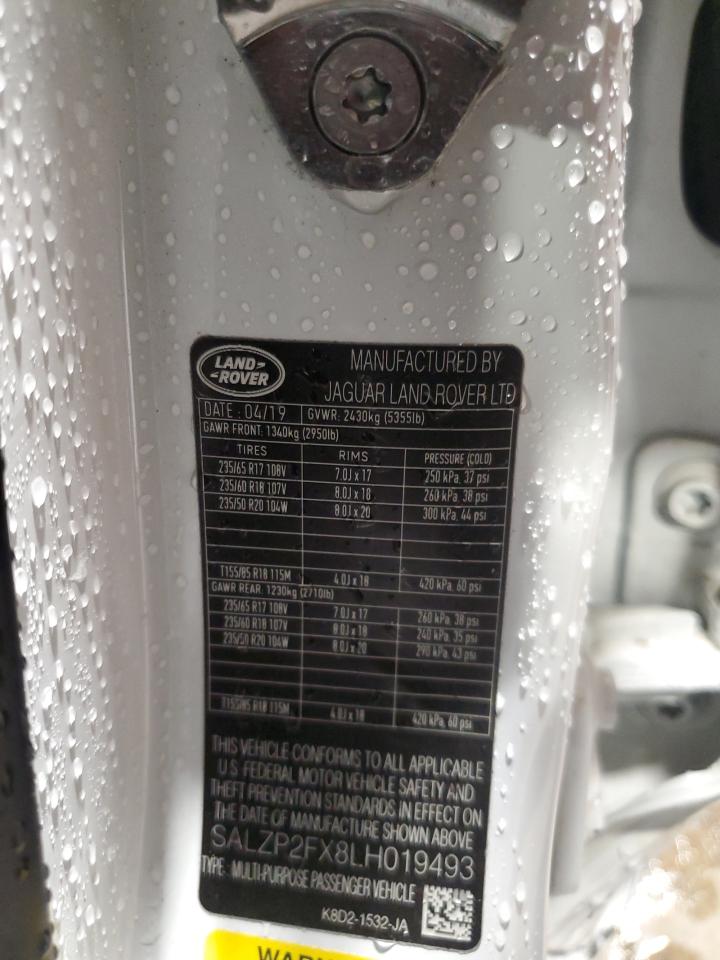 LAND-
-ROVER
MANUFACTURED BY
JAGUAR LAND ROVER LTD
DATE : 04/19 GVWR: 2430kg (5355lb)
GAWR FRONT: 1340kg (2950lb)
TIRES RIMS PRESSURE (COLD)
235/65 R17 108V 7.0J x 17 250 kPa, 37 psi
235/60 R18 107V 8.0J x 18 260 kPa, 38 psi
235/50 R20 104W 8.0J x 20 300 kPa, 44 psi
T155/85 R18 115M 4.0J x 18 420 kPa, 60 psi
GAWR REAR: 1230kg (2710lb)
235/65 R17 108V 7.0J x 17 260 kPa, 38 psi
235/60 R18 107V 8.0J x 18 240 kPa, 35 psi
235/50 R20 104W 8.0J x 20 290 kPa, 43 psi
T155/85 R18 115M 4.0J x 18 420 kPa, 60 psi
THIS VEHICLE CONFORMS TO ALL APPLICABLE
U.S FEDERAL MOTOR VEHICLE SAFETY AND
THEFT PREVENTION STANDARDS IN EFFECT ON
THE DATE OF MANUFACTURE SHOWN ABOVE
SALZP2FX8LH019493
TYPE : MULTI-PURPOSE PASSENGER VEHICLE
K8D2-1532-JA